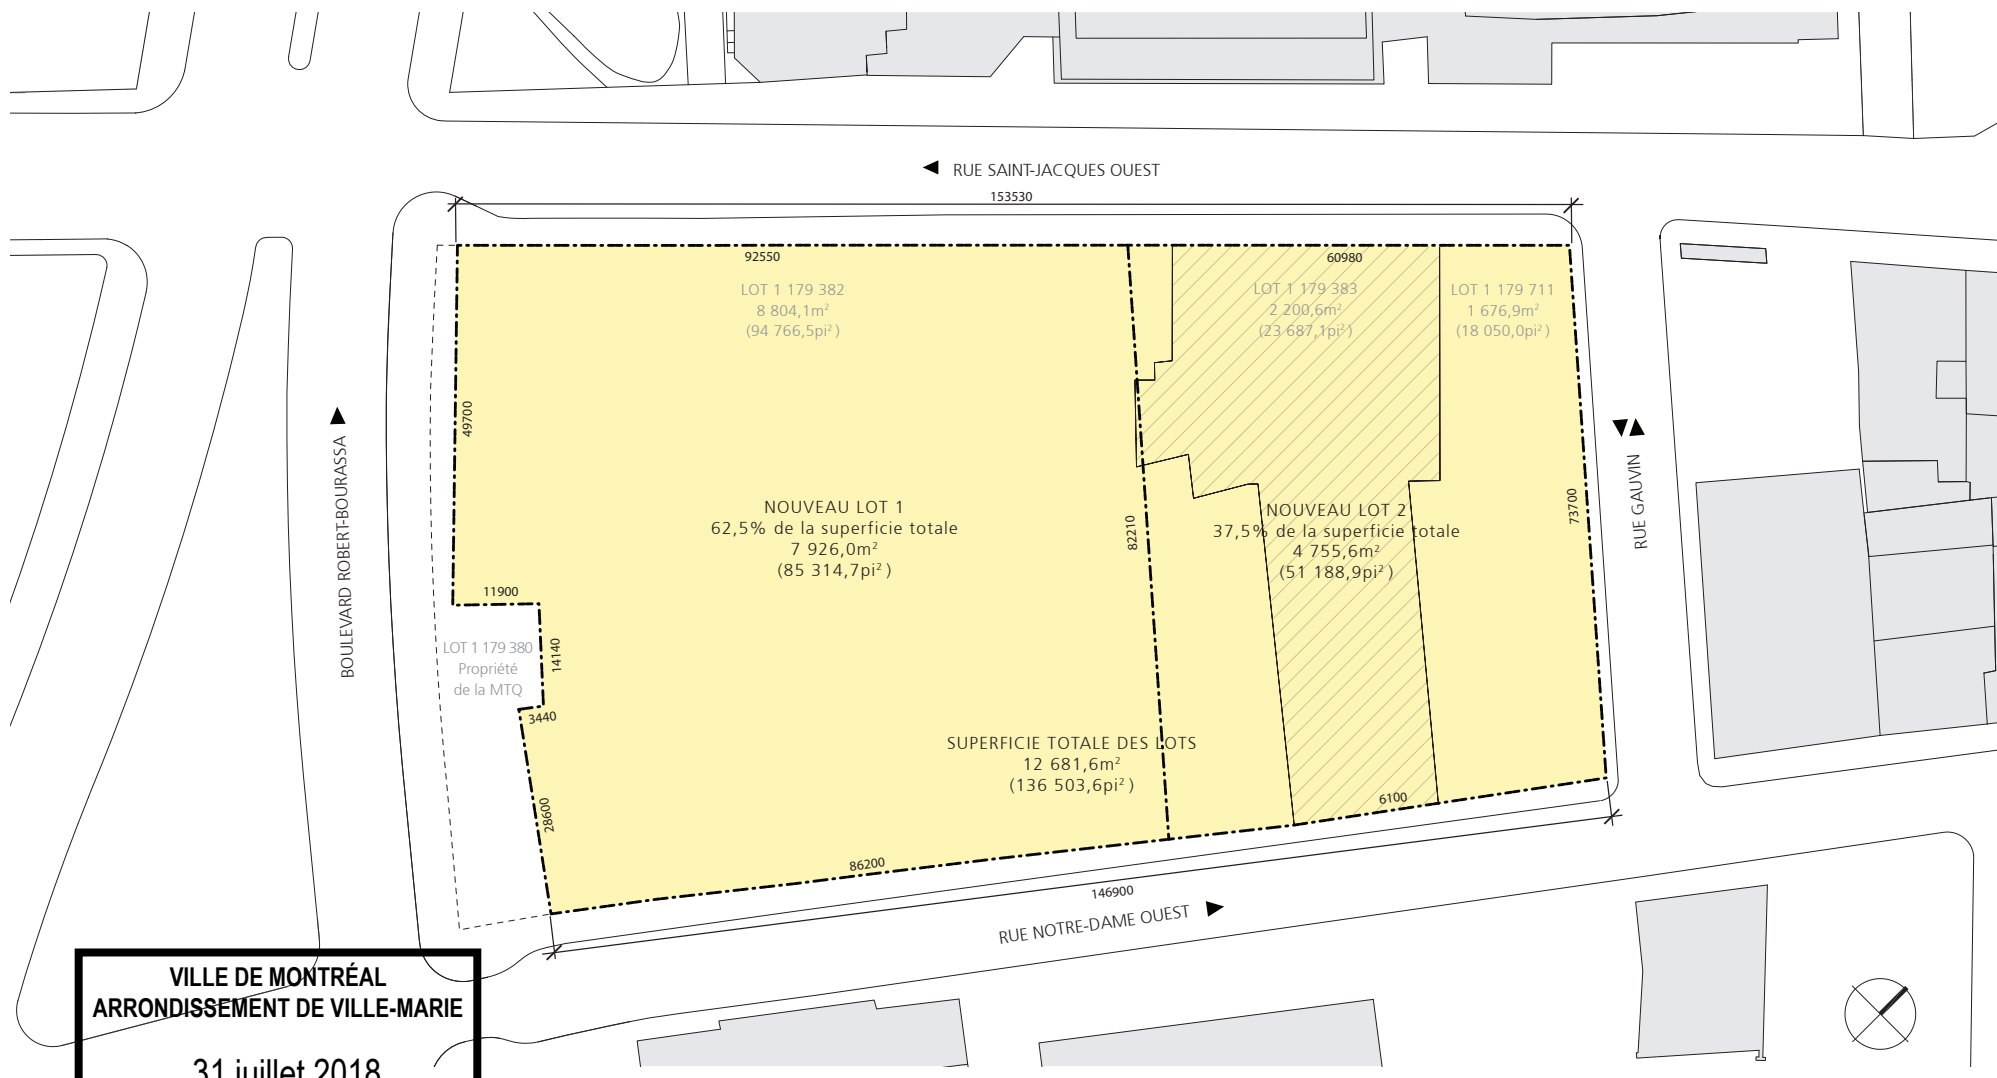 RUE SAINT-JACQUES OUEST
153530
92550
60980
LOT 1 179 382
8 804,1m²
(94 766,5pi²)
LOT 1 179 383
2 200,6m²
(23 687,1pi²)
LOT 1 179 711
1 676,9m²
(18 050,0pi²)
49700
BOULEVARD ROBERT-BOURASSA
NOUVEAU LOT 1
62,5% de la superficie totale
7 926,0m²
(85 314,7pi²)
82210
NOUVEAU LOT 2
37,5% de la superficie totale
4 755,6m²
(51 188,9pi²)
73700
RUE GAUVIN
11900
14140
LOT 1 179 380
Propriété
de la MTQ
3440
28600
SUPERFICIE TOTALE DES LOTS
12 681,6m²
(136 503,6pi²)
6100
86200
146900
RUE NOTRE-DAME OUEST
VILLE DE MONTRÉAL
ARRONDISSEMENT DE VILLE-MARIE
31 juillet 2018